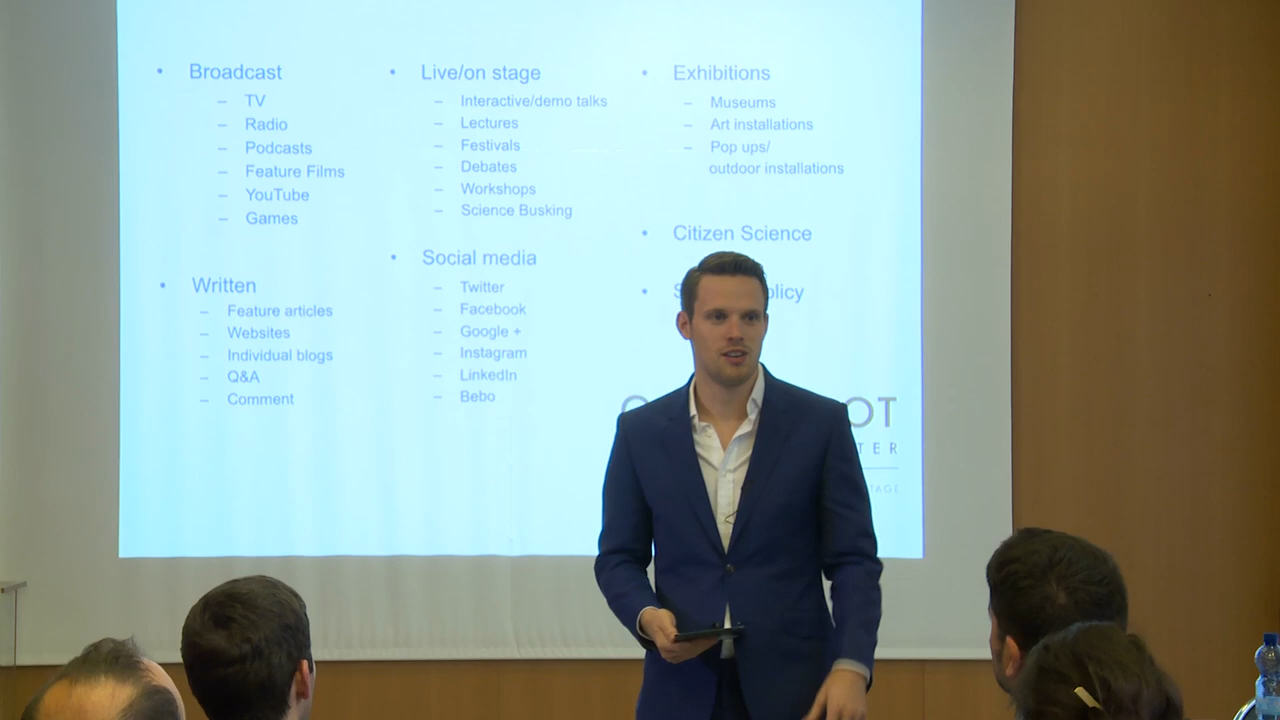 • Broadcast
– TV
– Radio
– Podcasts
– Feature Films
– YouTube
– Games
• Written
– Feature articles
– Websites
– Individual blogs
– Q&A
– Comment
• Live/on stage
– Interactive/demo talks
– Lectures
– Festivals
– Debates
– Workshops
– Science Busking
• Social media
– Twitter
– Facebook
– Google +
– Instagram
– LinkedIn
– Bebo
• Exhibitions
– Museums
– Art installations
– Pop ups/
outdoor installations
• Citizen Science